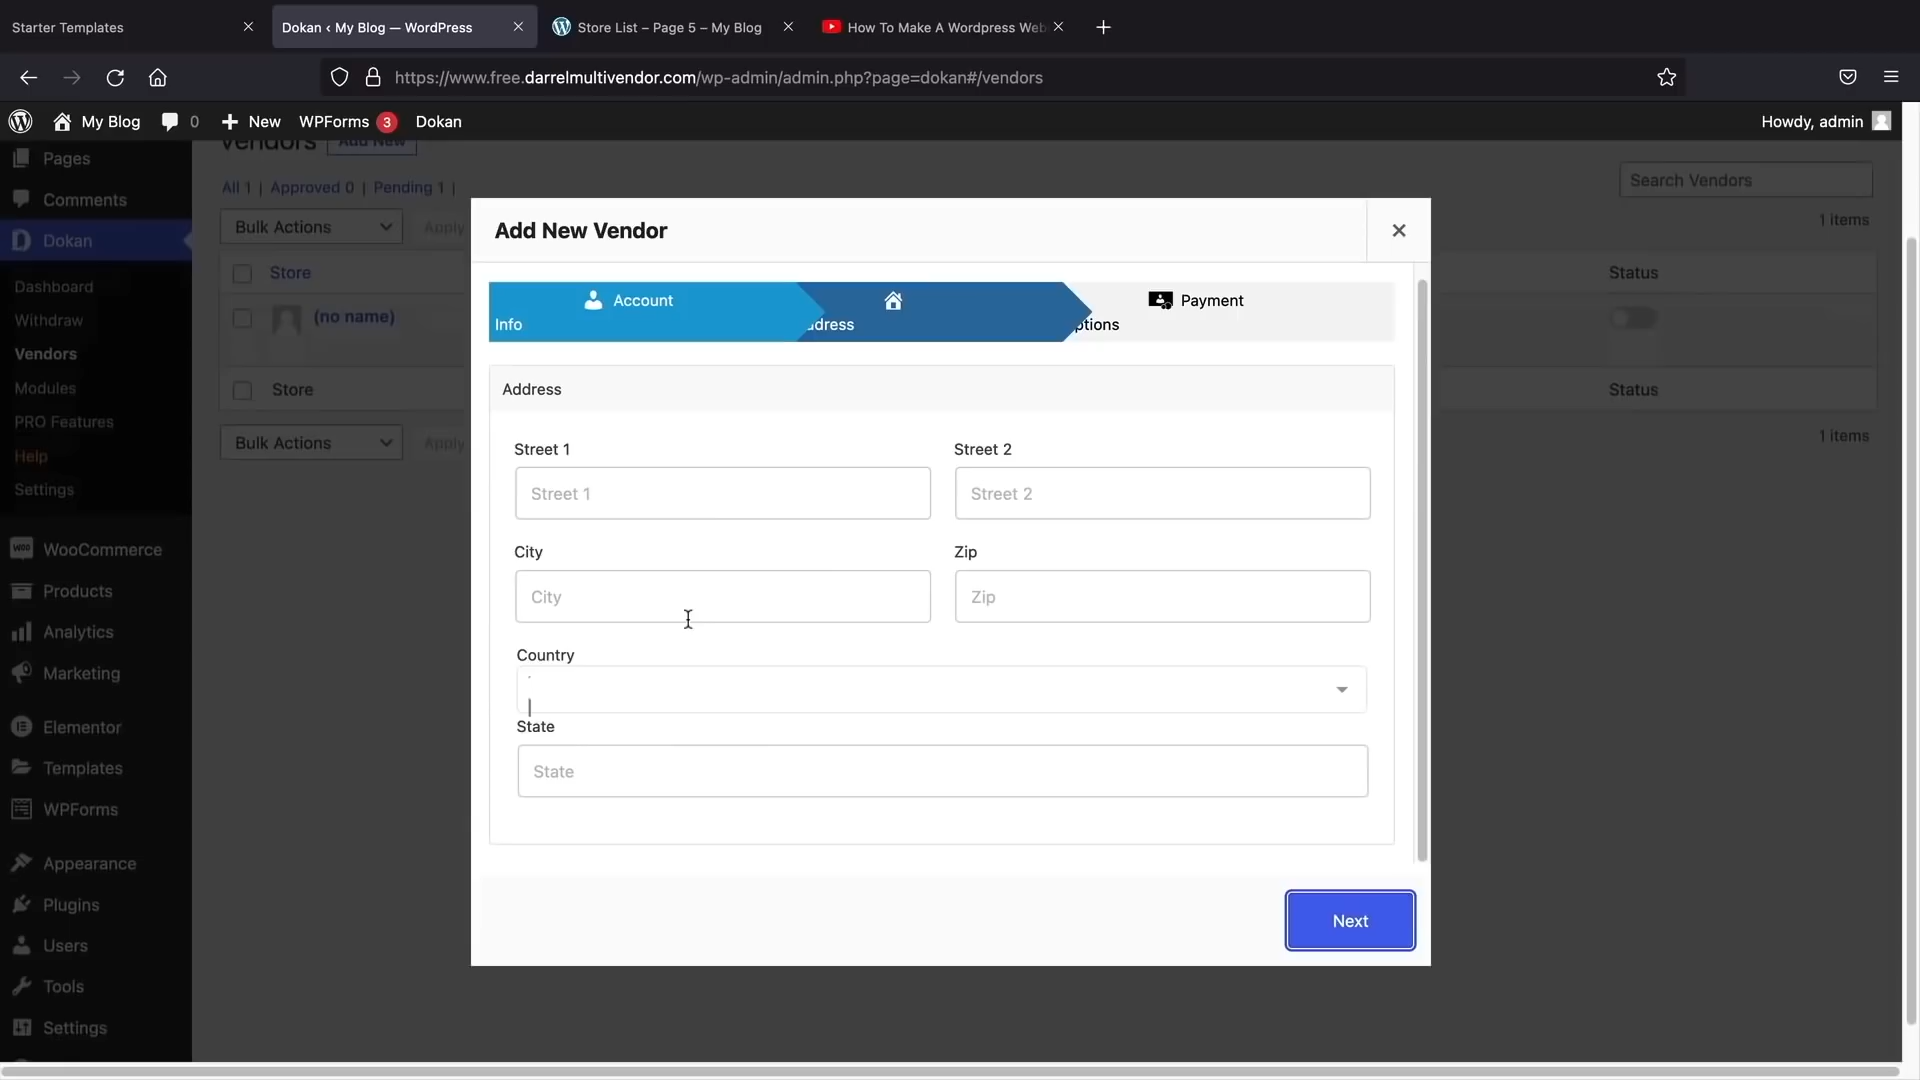 Starter Templates
Dokan ‹ My Blog — WordPress
Store List – Page 5 – My Blog
How To Make A Wordpress Web
https://www.free.darrelmultivendor.com/wp-admin/admin.php?page=dokan#/vendors
My Blog
0
New
WPForms 3
Dokan
Howdy, admin
Pages
Comments
Dokan
Dashboard
Withdraw
Vendors
Modules
PRO Features
Help
Settings
WooCommerce
Products
Analytics
Marketing
Elementor
Templates
WPForms
Appearance
Plugins
Users
Tools
Settings
Vendors Add New
All 1 | Approved 0 | Pending 1 |
Search Vendors
Bulk Actions
Apply
1 items
Store
Status
(no name)
Store
Status
Bulk Actions
Apply
1 items
Add New Vendor
Account
Info
dress
Payment
ptions
Address
Street 1
Street 2
Street 1
Street 2
City
Zip
City
Zip
Country
State
State
Next